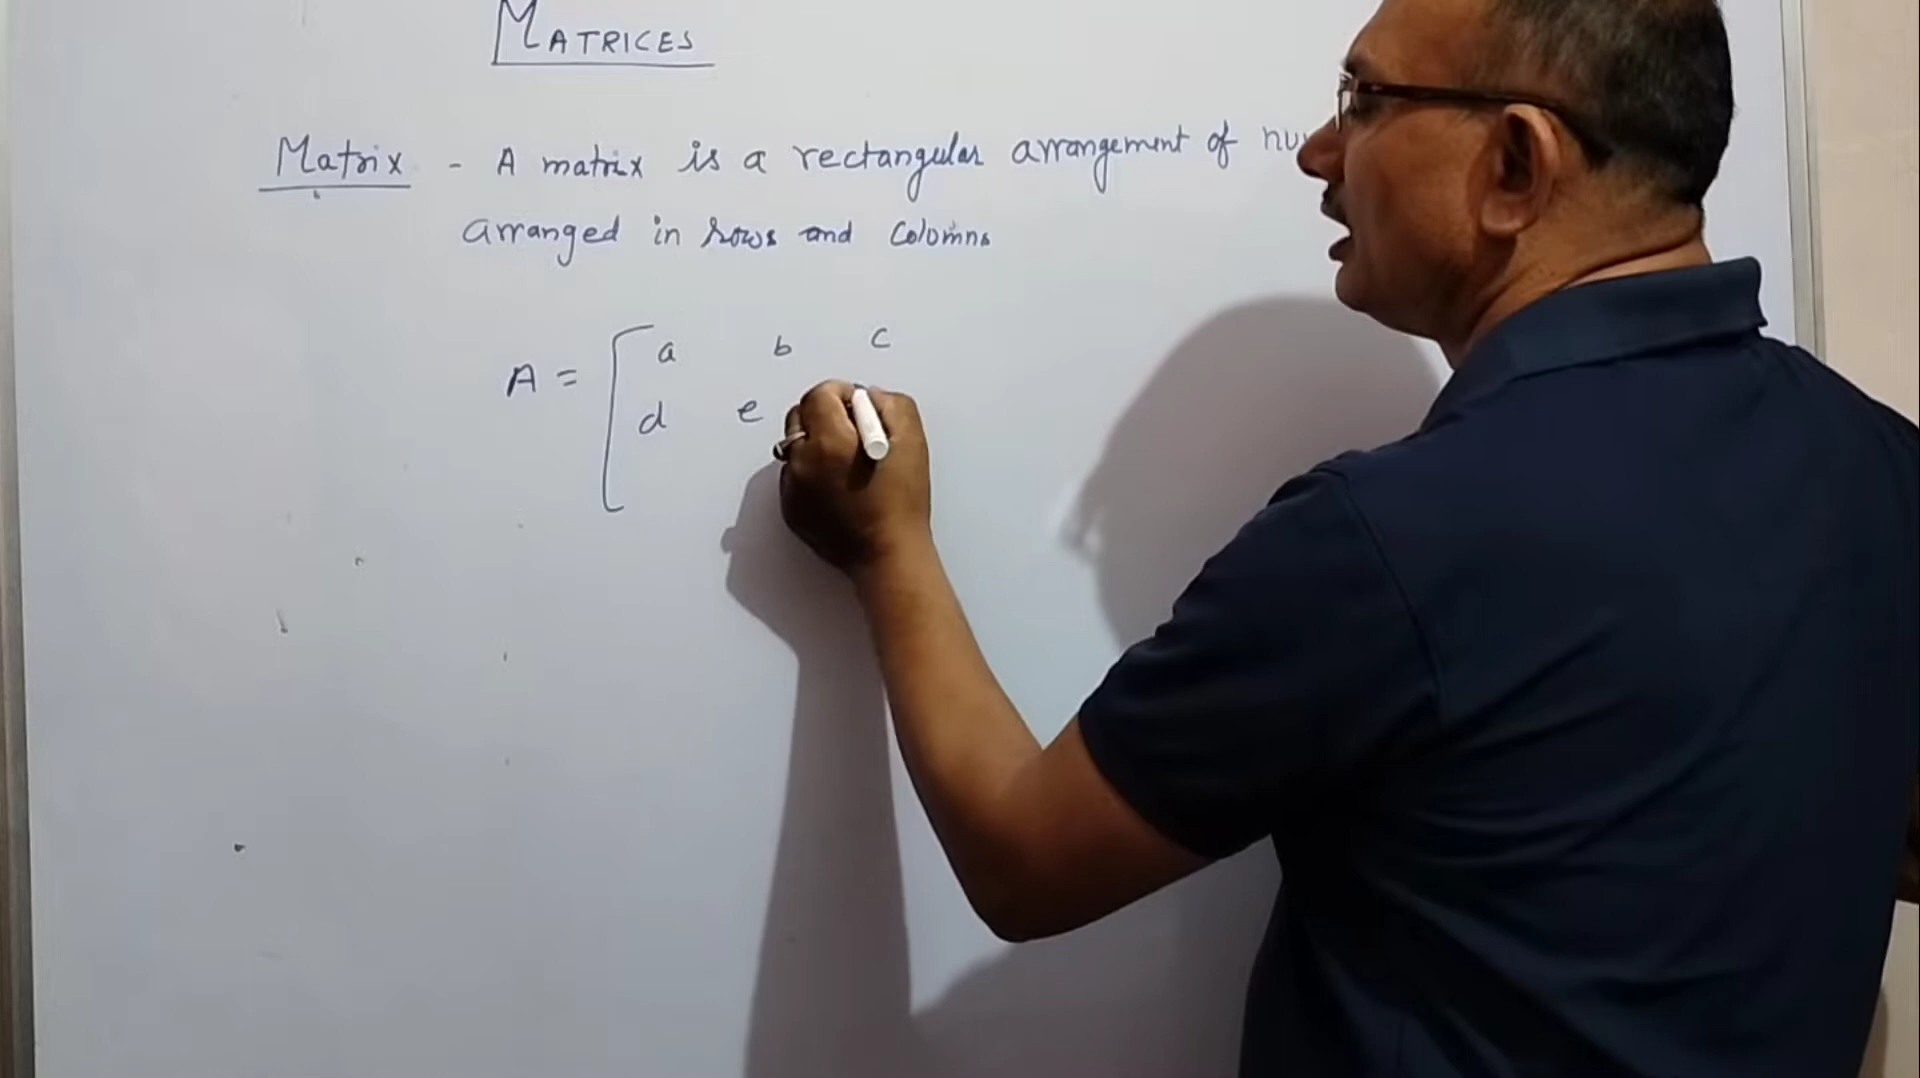 MATRICES
Matrix - A matrix is a rectangular arrangement of
arranged in rows and columns
A = [ a b c
d e